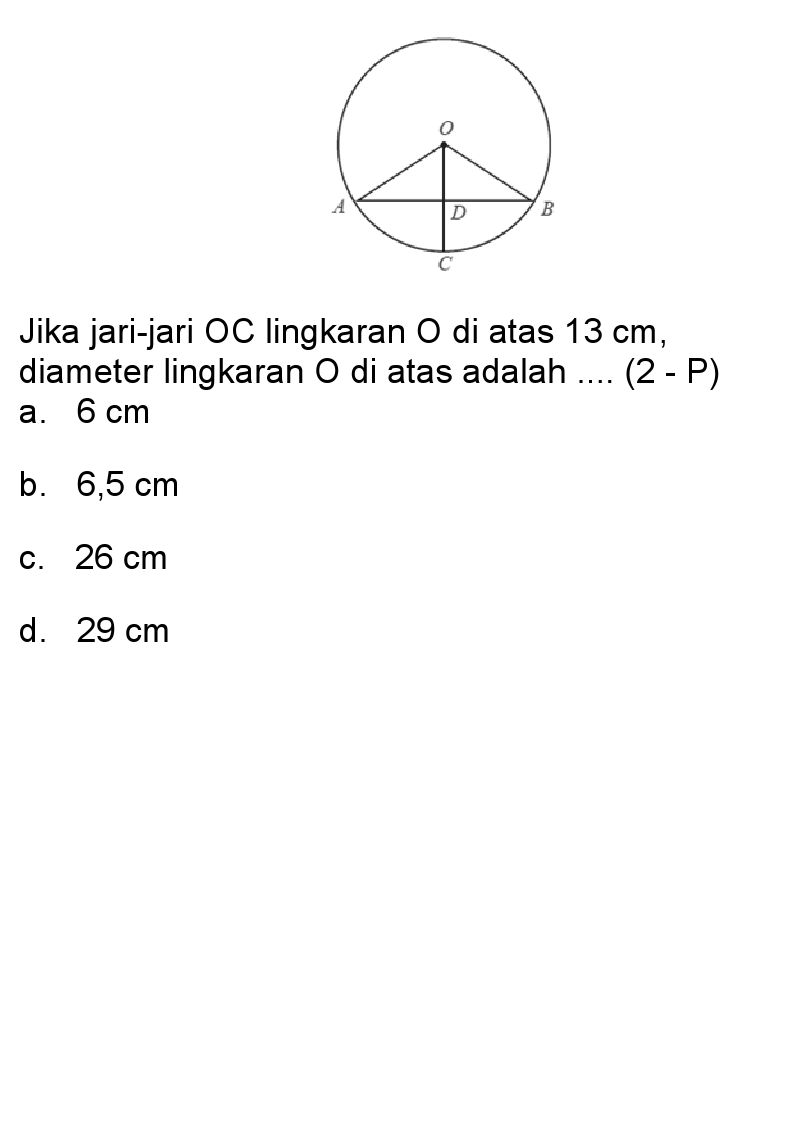 O
A
D
B
C
Jika jari-jari OC lingkaran O di atas 13 cm,
diameter lingkaran O di atas adalah .... (2 - P)
a. 6 cm
b. 6,5 cm
c. 26 cm
d. 29 cm